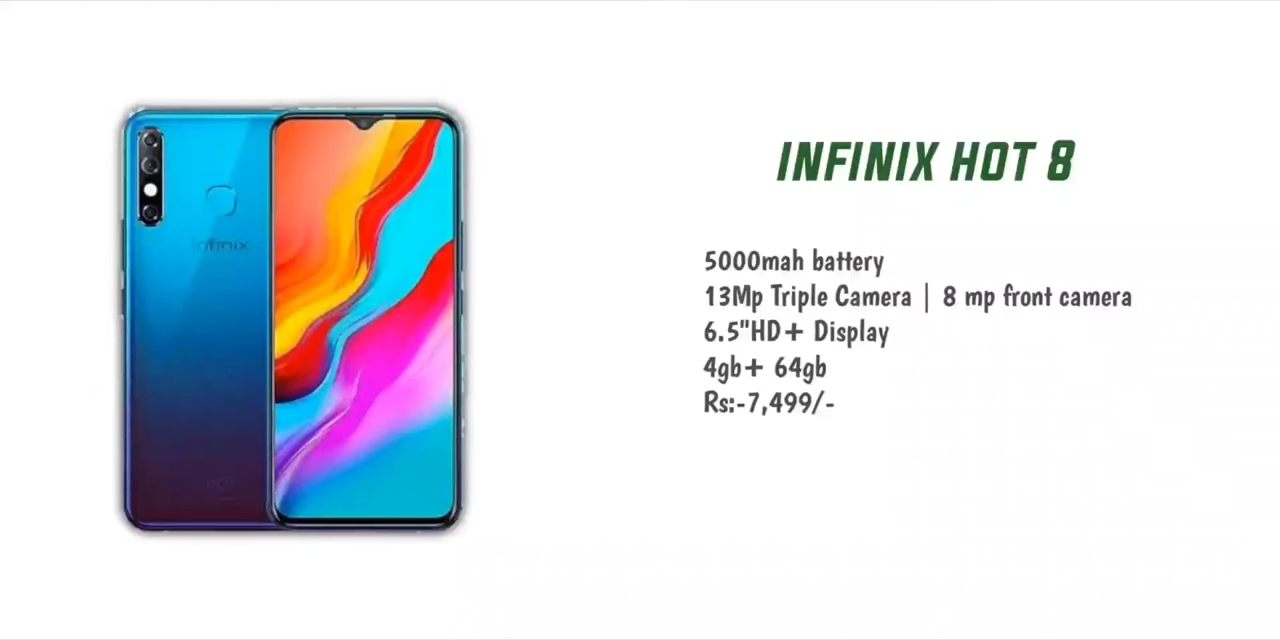 INFINIX HOT 8
infinix
5000mah battery
13Mp Triple Camera | 8 mp front camera
6.5"HD+ Display
4gb+ 64gb
Rs:-7,499/-